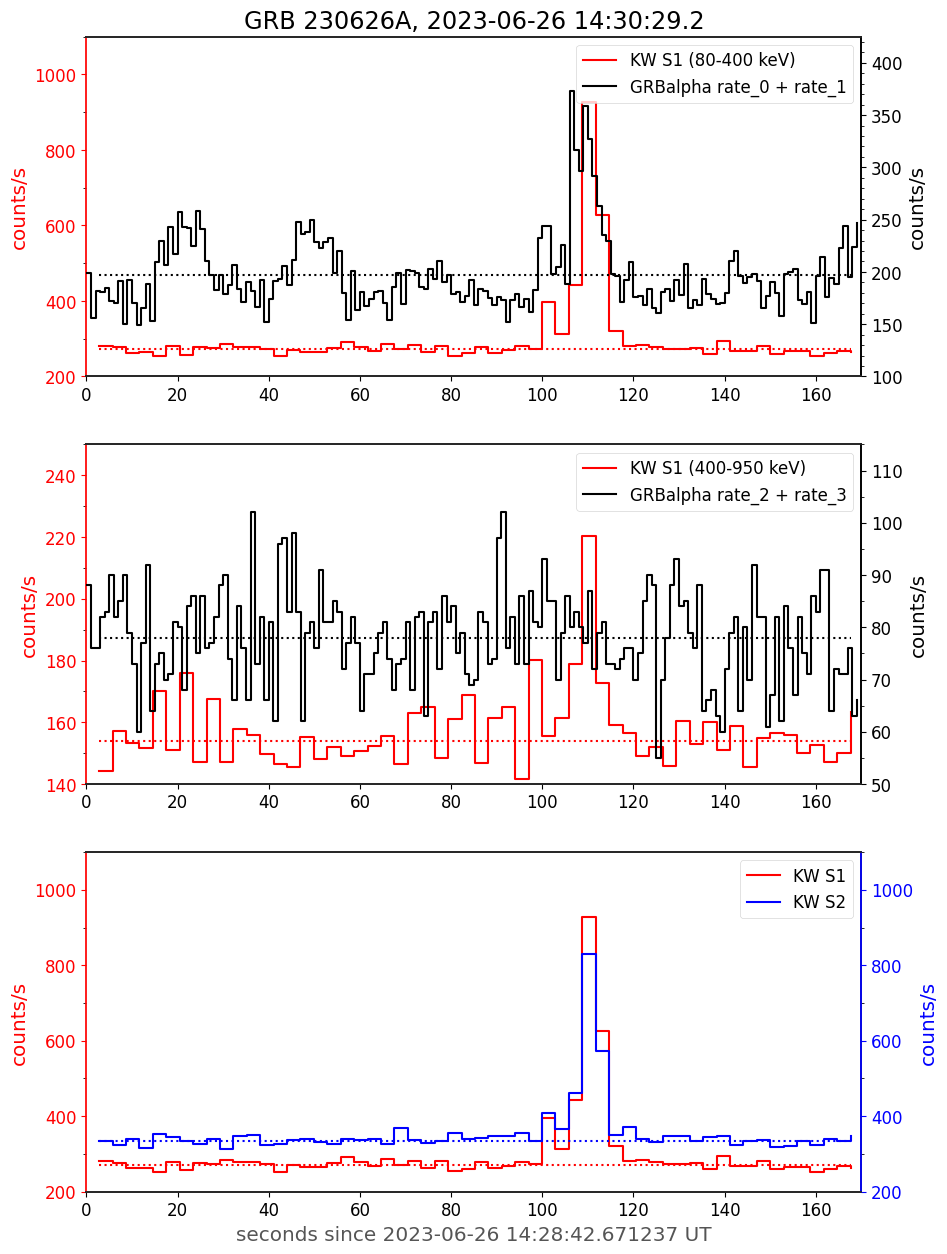 GRB 230626A, 2023-06-26 14:30:29.2
KW S1 (80-400 keV)
GRBalpha rate_0 + rate_1
1000
800
600
400
200
counts/s
400
350
300
250
200
150
100
counts/s
0 20 40 60 80 100 120 140 160
KW S1 (400-950 keV)
GRBalpha rate_2 + rate_3
240
220
200
180
160
140
counts/s
110
100
90
80
70
60
50
counts/s
0 20 40 60 80 100 120 140 160
KW S1
KW S2
1000
800
600
400
200
counts/s
1000
800
600
400
200
counts/s
0 20 40 60 80 100 120 140 160
seconds since 2023-06-26 14:28:42.671237 UT